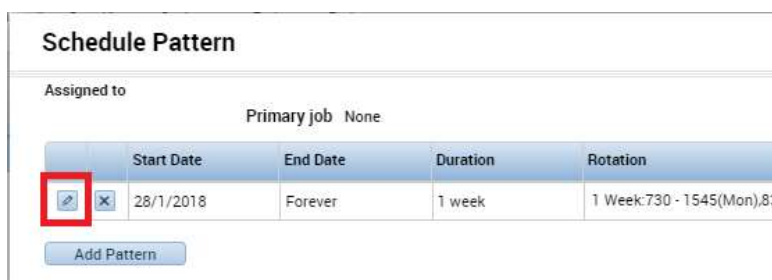 Schedule Pattern
Assigned to
Primary job None
Start Date End Date Duration Rotation
28/1/2018 Forever 1 week 1 Week:730 - 1545(Mon),8
Add Pattern